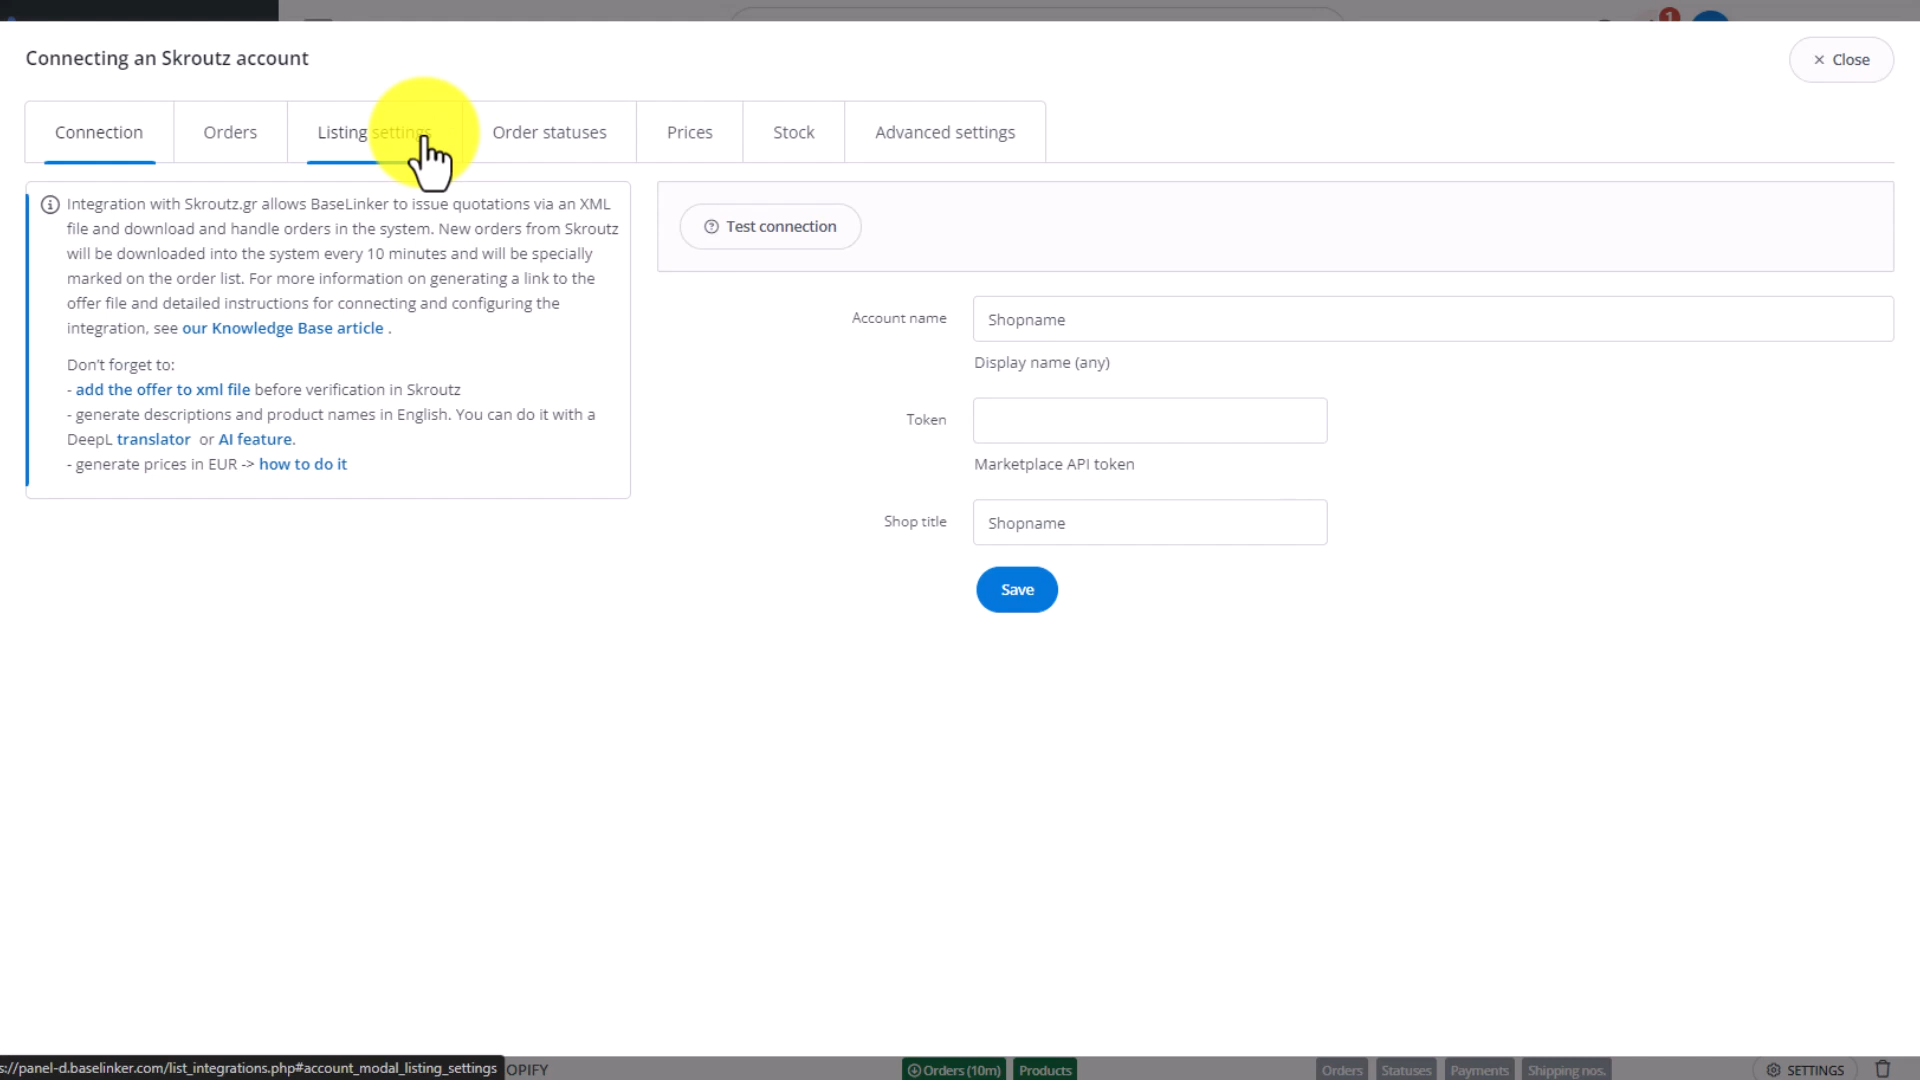 1
Connecting an Skroutz account
Close
Connection
Orders
Listing settings
Order statuses
Prices
Stock
Advanced settings
Integration with Skroutz.gr allows BaseLinker to issue quotations via an XML
file and download and handle orders in the system. New orders from Skroutz
will be downloaded into the system every 10 minutes and will be specially
marked on the order list. For more information on generating a link to the
offer file and detailed instructions for connecting and configuring the
integration, see our Knowledge Base article .
Don't forget to:
- add the offer to xml file before verification in Skroutz
- generate descriptions and product names in English. You can do it with a
DeepL translator or AI feature.
- generate prices in EUR -> how to do it
Test connection
Account name
Shopname
Display name (any)
Token
Marketplace API token
Shop title
Shopname
Save
s://panel-d.baselinker.com/list_integrations.php#account_modal_listing_settings
OPIFY
Orders (10m)
Products
Orders
Statuses
Payments
Shipping nos.
SETTINGS